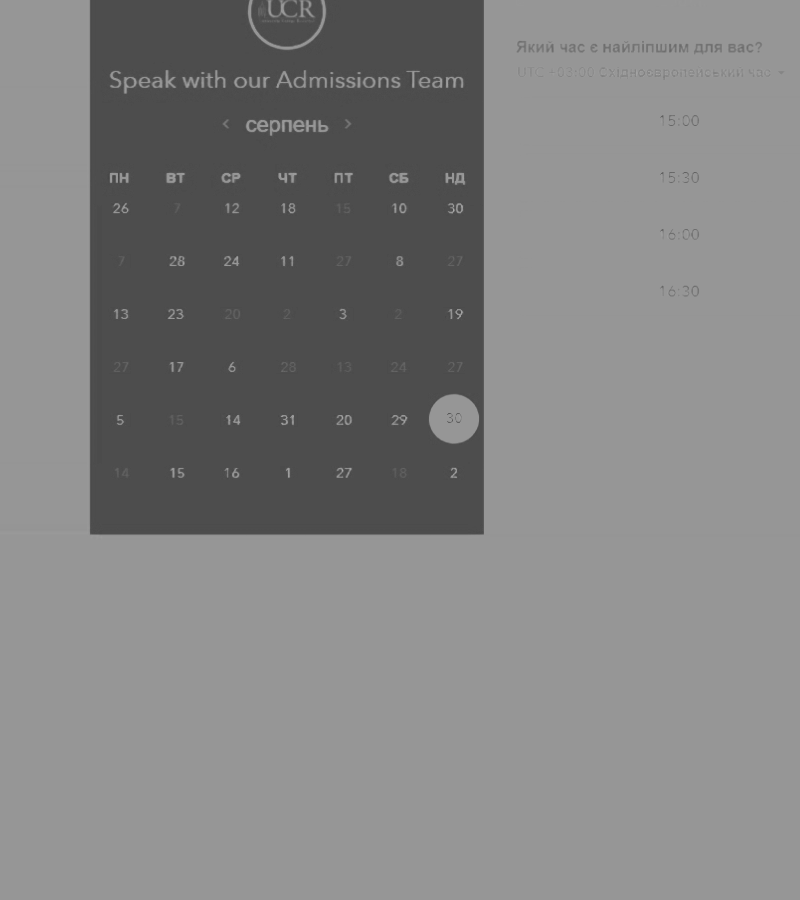 UCR
Speak with our Admissions Team
‹ серпень ›
ПН ВТ СР ЧТ ПТ СБ НД
26 7 12 18 15 10 30
7 28 24 11 27 8 27
13 23 20 2 3 2 19
27 17 6 28 13 24 27
5 15 14 31 20 29 30
14 15 16 1 27 18 2
Який час є найліпшим для вас?
UTC +03:00 Східноєвропейський час
15:00
15:30
16:00
16:30